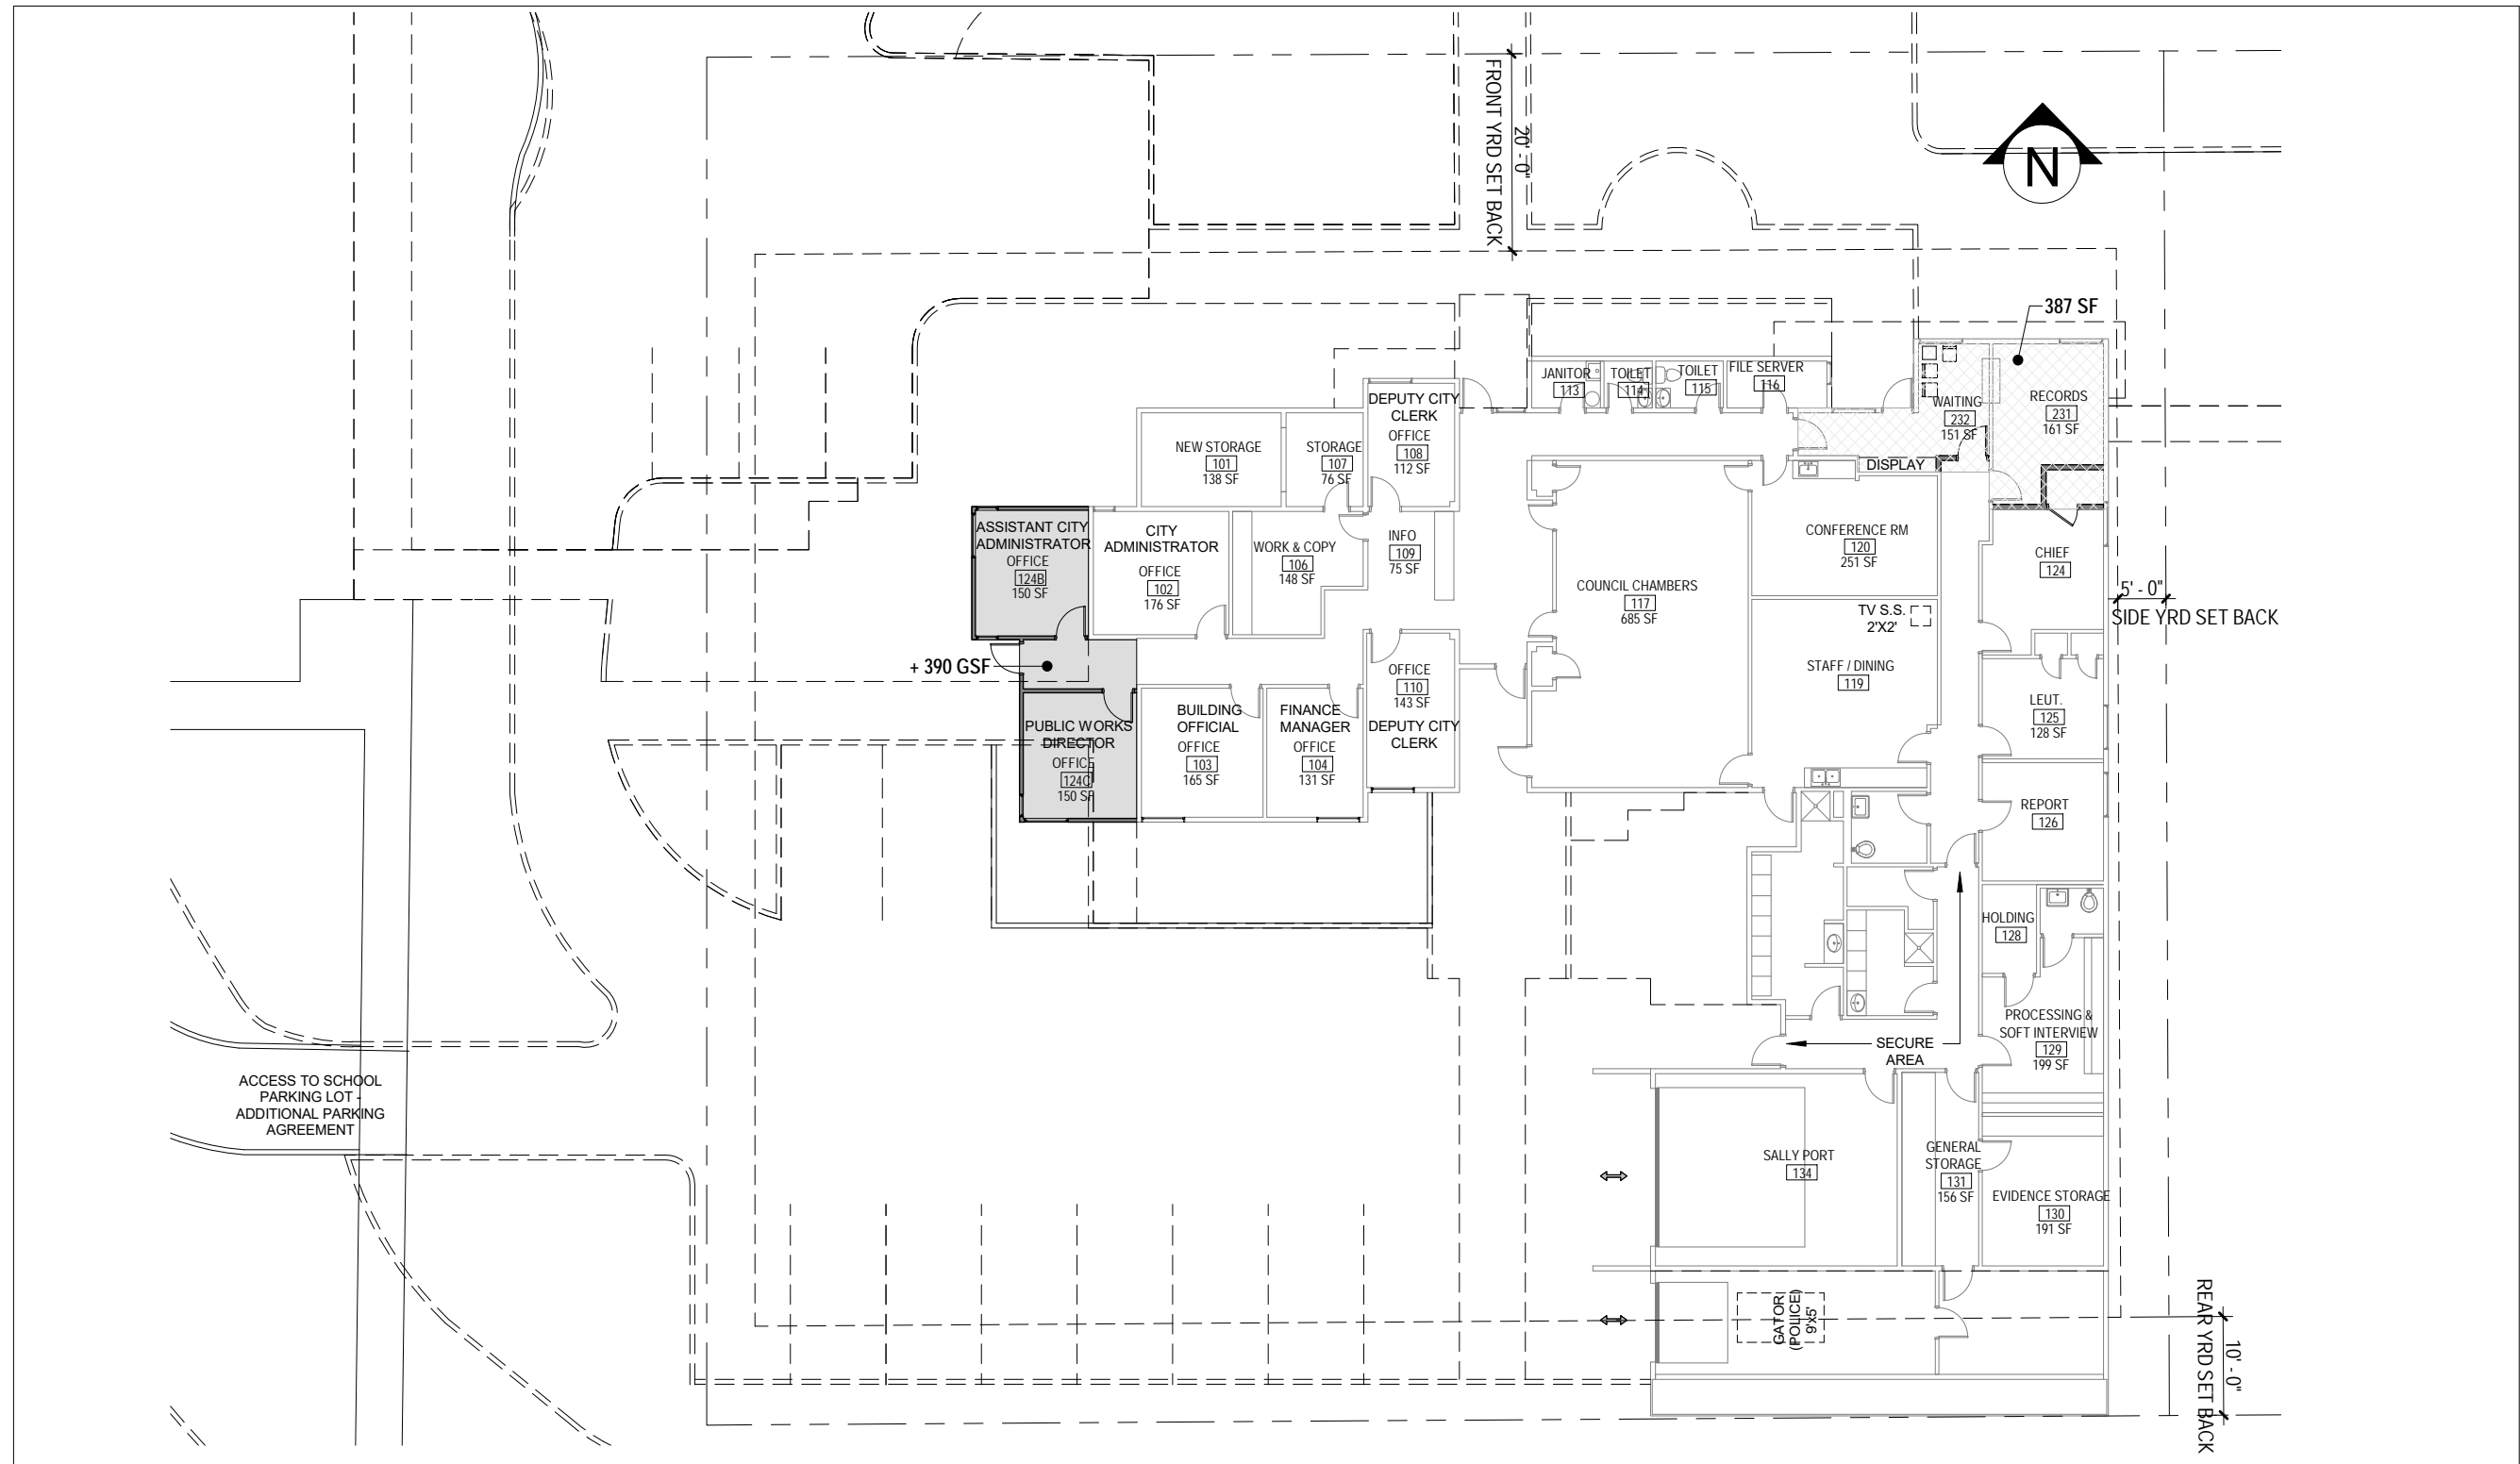 FRONT YRD SET BACK
20' - 0"
N
387 SF
JANITOR
113
TOILET
114
TOILET
115
FILE SERVER
116
WAITING
232
151 SF
RECORDS
231
161 SF
DEPUTY CITY
CLERK
OFFICE
108
112 SF
NEW STORAGE
101
138 SF
STORAGE
107
76 SF
DISPLAY
ASSISTANT CITY
ADMINISTRATOR
OFFICE
124B
150 SF
CITY
ADMINISTRATOR
OFFICE
102
176 SF
WORK & COPY
106
148 SF
INFO
109
75 SF
COUNCIL CHAMBERS
117
685 SF
CONFERENCE RM
120
251 SF
CHIEF
124
5' - 0"
SIDE YRD SET BACK
TV S.S.
2'X2'
STAFF / DINING
119
+ 390 GSF
PUBLIC WORKS
DIRECTOR
OFFICE
124C
150 SF
BUILDING
OFFICIAL
OFFICE
103
165 SF
FINANCE
MANAGER
OFFICE
104
131 SF
OFFICE
110
143 SF
DEPUTY CITY
CLERK
LEUT.
125
128 SF
REPORT
126
HOLDING
128
PROCESSING &
SOFT INTERVIEW
129
199 SF
SECURE
AREA
ACCESS TO SCHOOL
PARKING LOT -
ADDITIONAL PARKING
AGREEMENT
SALLY PORT
134
GENERAL
STORAGE
131
156 SF
EVIDENCE STORAGE
130
191 SF
GATOR
(POLICE)
9'x5'
REAR YRD SET BACK
10' - 0"